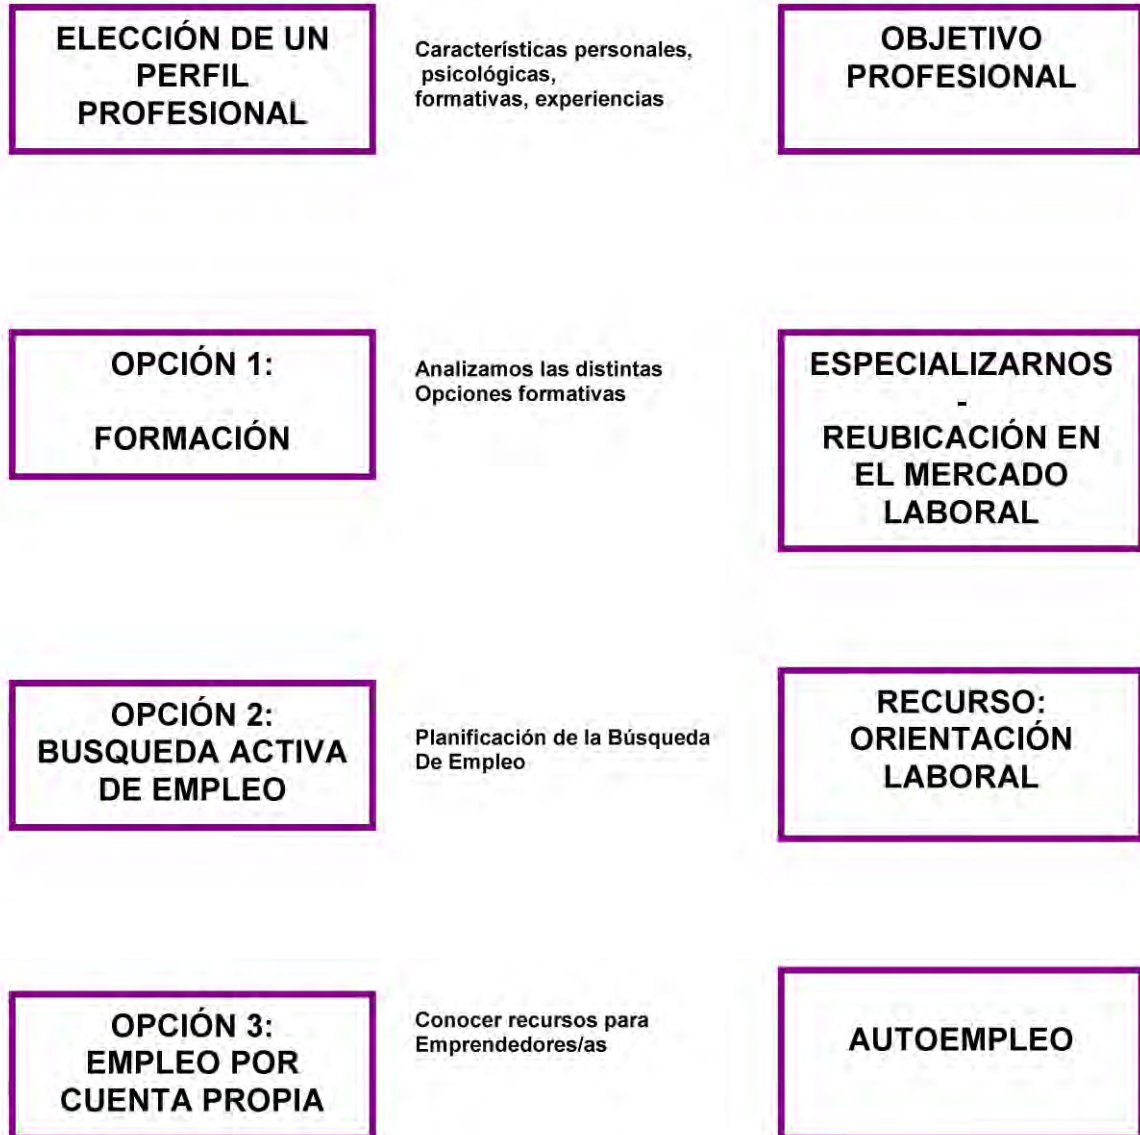 ELECCIÓN DE UN
PERFIL
PROFESIONAL
Características personales,
psicológicas,
formativas, experiencias
OBJETIVO
PROFESIONAL
OPCIÓN 1:
FORMACIÓN
Analizamos las distintas
Opciones formativas
ESPECIALIZARNOS
-
REUBICACIÓN EN
EL MERCADO
LABORAL
OPCIÓN 2:
BUSQUEDA ACTIVA
DE EMPLEO
Planificación de la Búsqueda
De Empleo
RECURSO:
ORIENTACIÓN
LABORAL
OPCIÓN 3:
EMPLEO POR
CUENTA PROPIA
Conocer recursos para
Emprendedores/as
AUTOEMPLEO